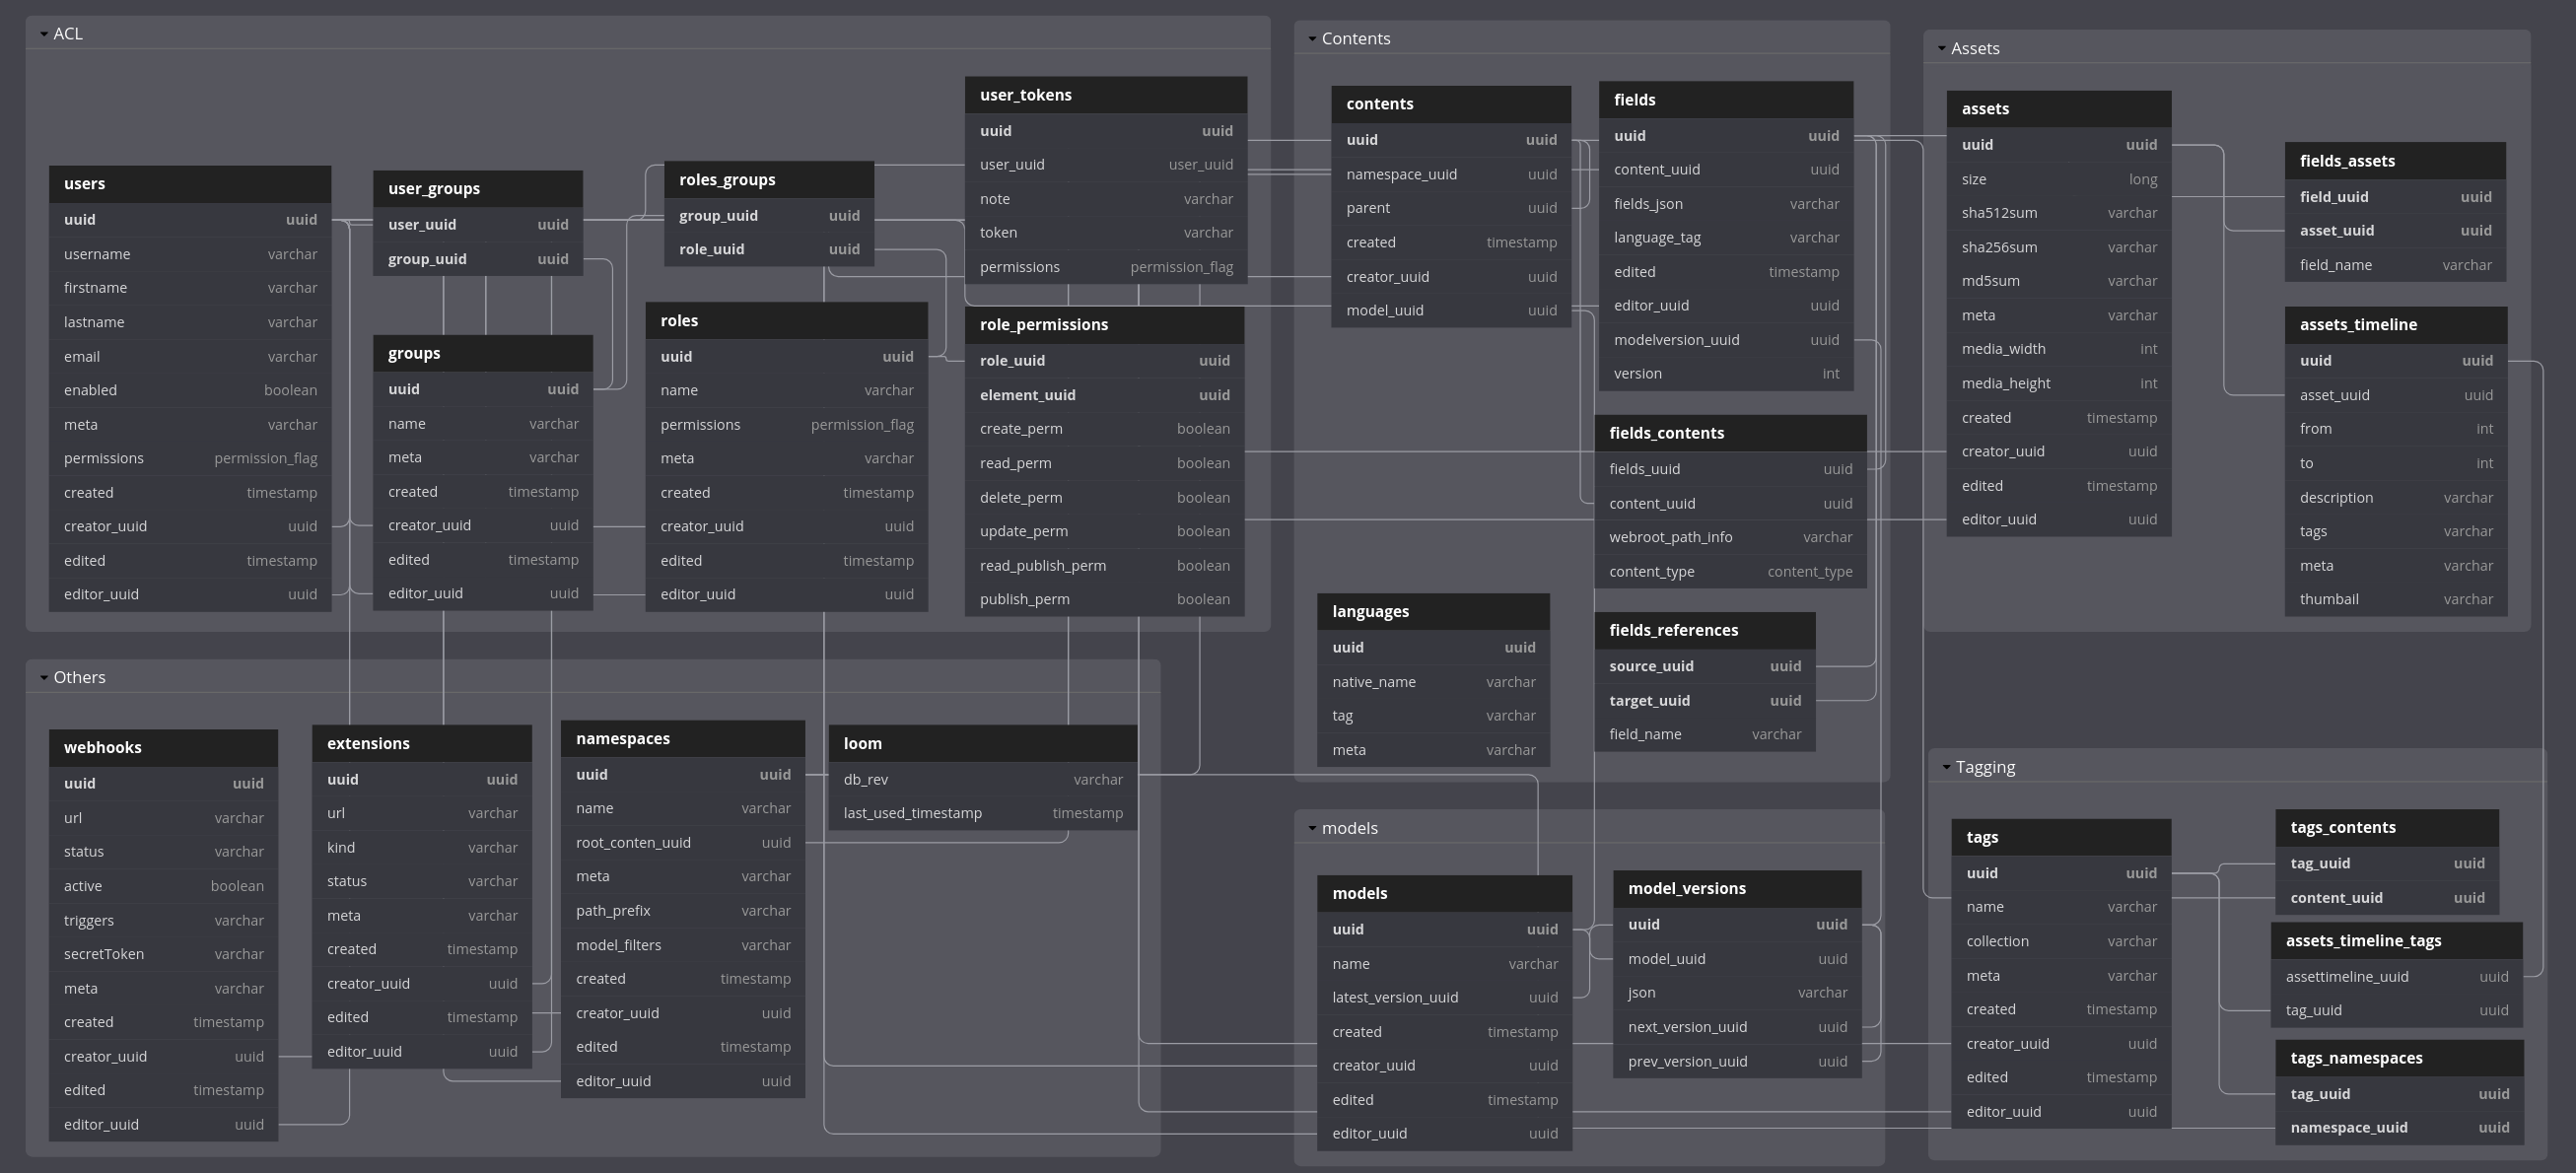 ACL
users
uuid uuid
username varchar
firstname varchar
lastname varchar
email varchar
enabled boolean
meta varchar
permissions permission_flag
created timestamp
creator_uuid uuid
edited timestamp
editor_uuid uuid
user_groups
user_uuid uuid
group_uuid uuid
groups
uuid uuid
name varchar
meta varchar
created timestamp
creator_uuid uuid
edited timestamp
editor_uuid uuid
roles_groups
group_uuid uuid
role_uuid uuid
roles
uuid uuid
name varchar
permissions permission_flag
meta varchar
created timestamp
creator_uuid uuid
edited timestamp
editor_uuid uuid
user_tokens
uuid uuid
user_uuid user_uuid
note varchar
token varchar
permissions permission_flag
role_permissions
role_uuid uuid
element_uuid uuid
create_perm boolean
read_perm boolean
delete_perm boolean
update_perm boolean
read_publish_perm boolean
publish_perm boolean
Contents
contents
uuid uuid
namespace_uuid uuid
parent uuid
created timestamp
creator_uuid uuid
model_uuid uuid
fields
uuid uuid
content_uuid uuid
fields_json varchar
language_tag varchar
edited timestamp
editor_uuid uuid
modelversion_uuid uuid
version int
fields_contents
fields_uuid uuid
content_uuid uuid
webroot_path_info varchar
content_type content_type
languages
uuid uuid
native_name varchar
tag varchar
meta varchar
fields_references
source_uuid uuid
target_uuid uuid
field_name varchar
Assets
assets
uuid uuid
size long
sha512sum varchar
sha256sum varchar
md5sum varchar
meta varchar
media_width int
media_height int
created timestamp
creator_uuid uuid
edited timestamp
editor_uuid uuid
fields_assets
field_uuid uuid
asset_uuid uuid
field_name varchar
assets_timeline
uuid uuid
asset_uuid uuid
from int
to int
description varchar
tags varchar
meta varchar
thumbail varchar
Others
webhooks
uuid uuid
url varchar
status varchar
active boolean
triggers varchar
secretToken varchar
meta varchar
created timestamp
creator_uuid uuid
edited timestamp
editor_uuid uuid
extensions
uuid uuid
url varchar
kind varchar
status varchar
meta varchar
created timestamp
creator_uuid uuid
edited timestamp
editor_uuid uuid
namespaces
uuid uuid
name varchar
root_conten_uuid uuid
meta varchar
path_prefix varchar
model_filters varchar
created timestamp
creator_uuid uuid
edited timestamp
editor_uuid uuid
loom
db_rev varchar
last_used_timestamp timestamp
models
models
uuid uuid
name varchar
latest_version_uuid uuid
created timestamp
creator_uuid uuid
edited timestamp
editor_uuid uuid
model_versions
uuid uuid
model_uuid uuid
json varchar
next_version_uuid uuid
prev_version_uuid uuid
Tagging
tags
uuid uuid
name varchar
collection varchar
meta varchar
created timestamp
creator_uuid uuid
edited timestamp
editor_uuid uuid
tags_contents
tag_uuid uuid
content_uuid uuid
assets_timeline_tags
assettimeline_uuid uuid
tag_uuid uuid
tags_namespaces
tag_uuid uuid
namespace_uuid uuid